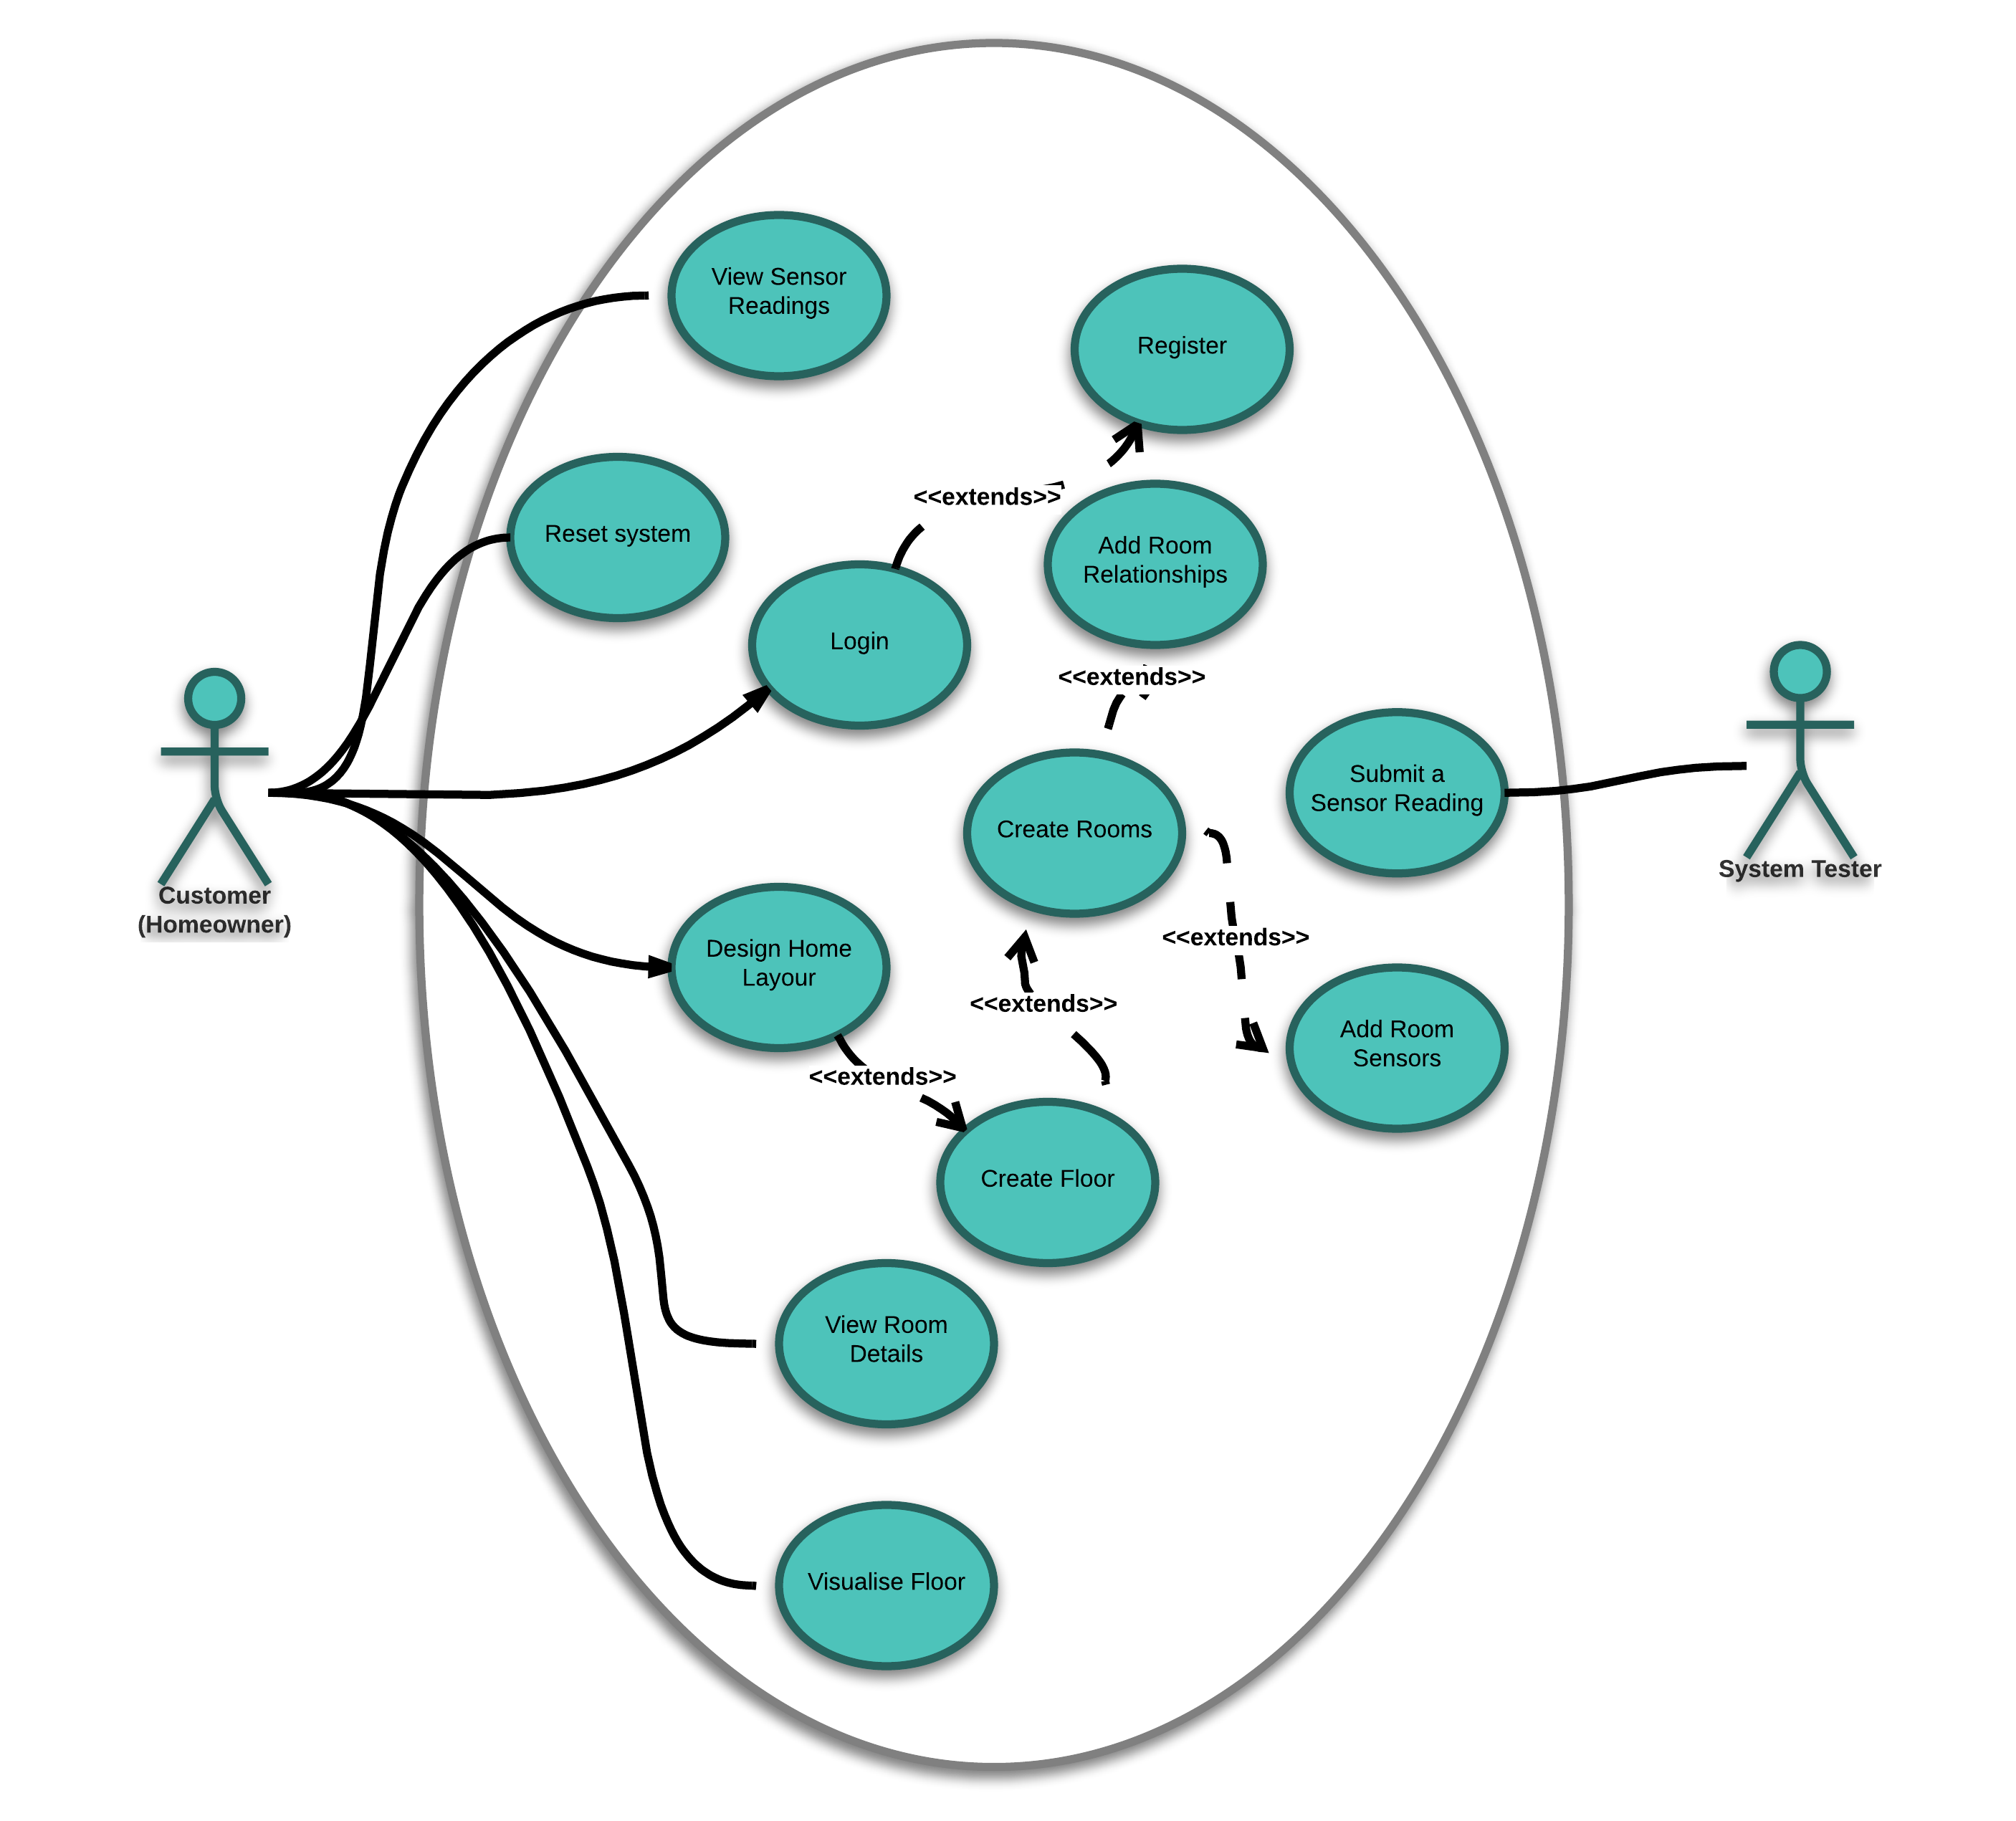 View Sensor
Readings
Register
<<extends>>
Reset system
Add Room
Relationships
Login
<<extends>>
Submit a
Sensor Reading
Create Rooms
System Tester
Customer
(Homeowner)
<<extends>>
Design Home
Layour
<<extends>>
Add Room
Sensors
<<extends>>
Create Floor
View Room
Details
Visualise Floor